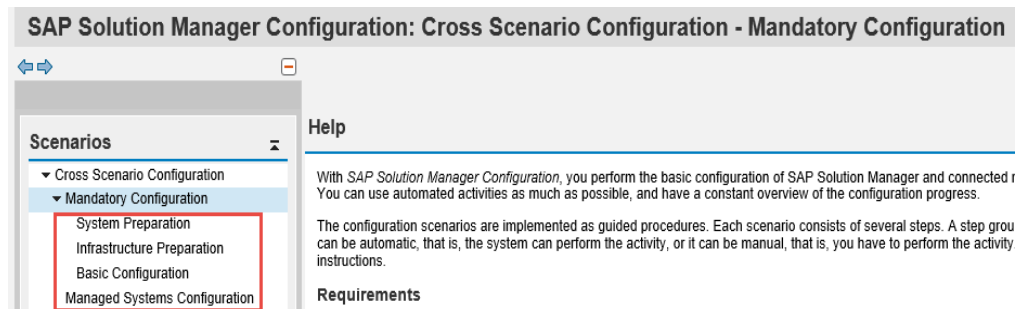 SAP Solution Manager Configuration: Cross Scenario Configuration - Mandatory Configuration
Scenarios
Cross Scenario Configuration
Mandatory Configuration
System Preparation
Infrastructure Preparation
Basic Configuration
Managed Systems Configuration
Help
With SAP Solution Manager Configuration, you perform the basic configuration of SAP Solution Manager and connected
You can use automated activities as much as possible, and have a constant overview of the configuration progress.
The configuration scenarios are implemented as guided procedures. Each scenario consists of several steps. A step
can be automatic, that is, the system can perform the activity, or it can be manual, that is, you have to perform the activity
instructions.
Requirements